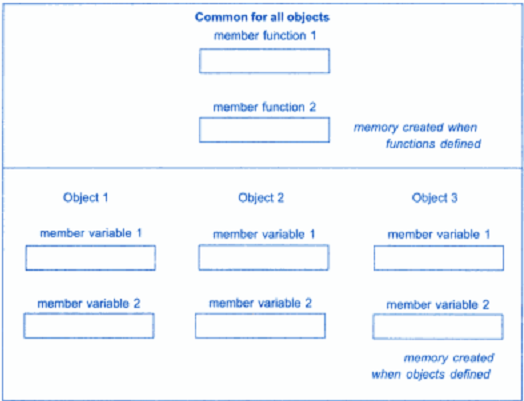 Common for all objects
member function 1
member function 2
memory created when
functions defined
Object 1 Object 2 Object 3
member variable 1 member variable 1 member variable 1
member variable 2 member variable 2 member variable 2
memory created
when objects defined